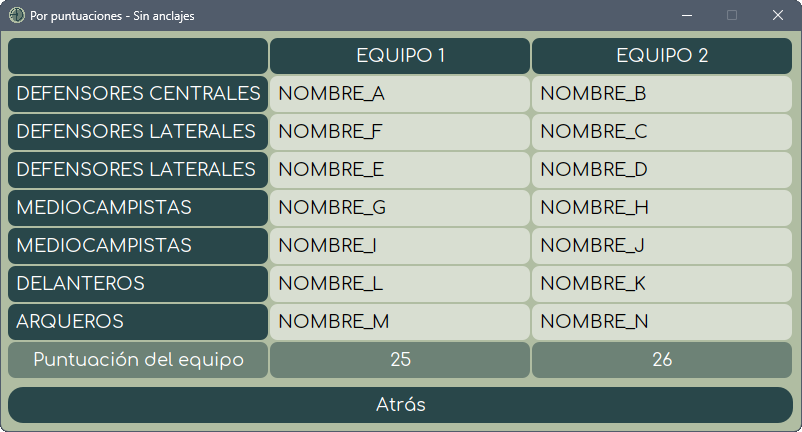 Por puntuaciones - Sin anclajes
EQUIPO 1 EQUIPO 2
DEFENSORES CENTRALES NOMBRE_A NOMBRE_B
DEFENSORES LATERALES NOMBRE_F NOMBRE_C
DEFENSORES LATERALES NOMBRE_E NOMBRE_D
MEDIOCAMPISTAS NOMBRE_G NOMBRE_H
MEDIOCAMPISTAS NOMBRE_I NOMBRE_J
DELANTEROS NOMBRE_L NOMBRE_K
ARQUEROS NOMBRE_M NOMBRE_N
Puntuación del equipo 25 26
Atrás